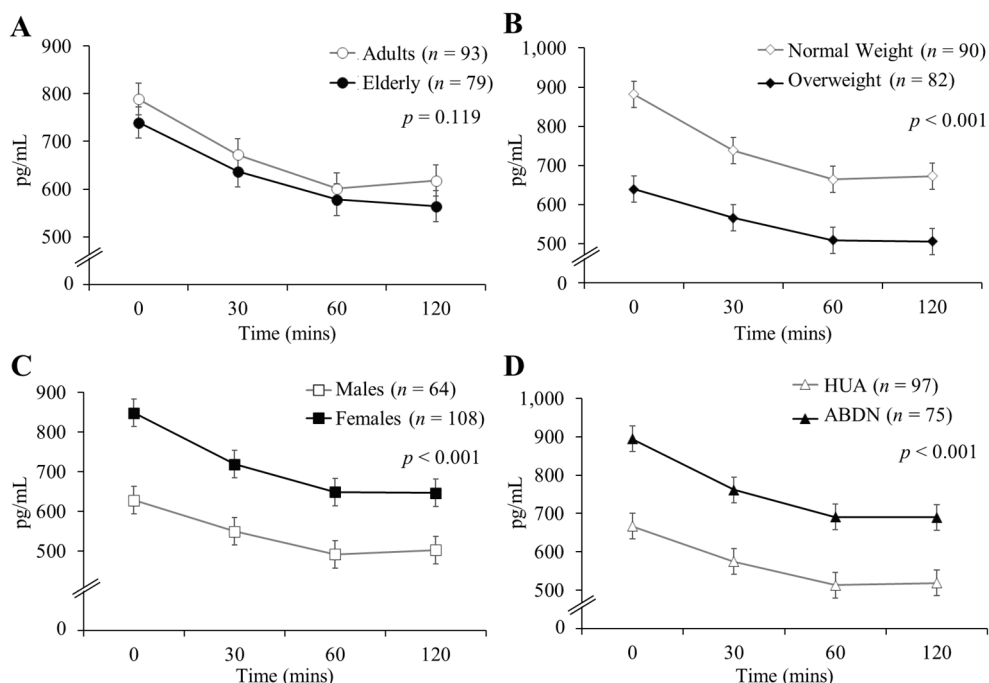 A
Adults (n = 93)
Elderly (n = 79)
p = 0.119
900
800
700
600
500
0
pg/mL
0 30 60 120
Time (mins)
B
Normal Weight (n = 90)
Overweight (n = 82)
p < 0.001
1,000
900
800
700
600
500
0
pg/mL
0 30 60 120
Time (mins)
C
Males (n = 64)
Females (n = 108)
p < 0.001
900
800
700
600
500
0
pg/mL
0 30 60 120
Time (mins)
D
HUA (n = 97)
ABDN (n = 75)
p < 0.001
1,000
900
800
700
600
500
0
pg/mL
0 30 60 120
Time (mins)